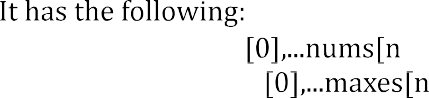 It has the following:
[0],...nums[n
[0],...maxes[n